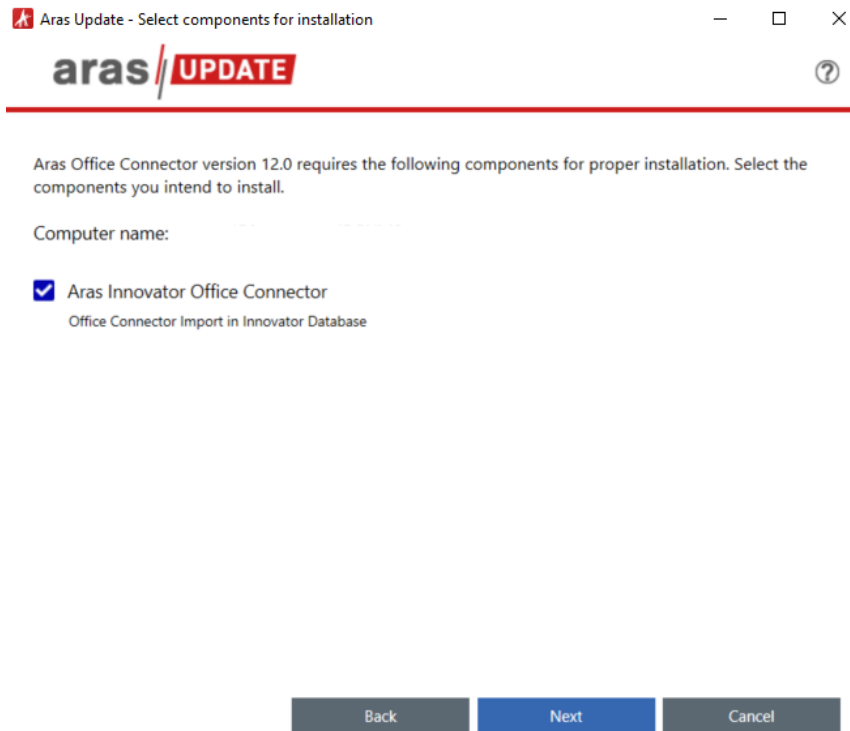 Aras Update - Select components for installation
aras UPDATE
?
Aras Office Connector version 12.0 requires the following components for proper installation. Select the
components you intend to install.
Computer name:
Aras Innovator Office Connector
Office Connector Import in Innovator Database
Back Next Cancel